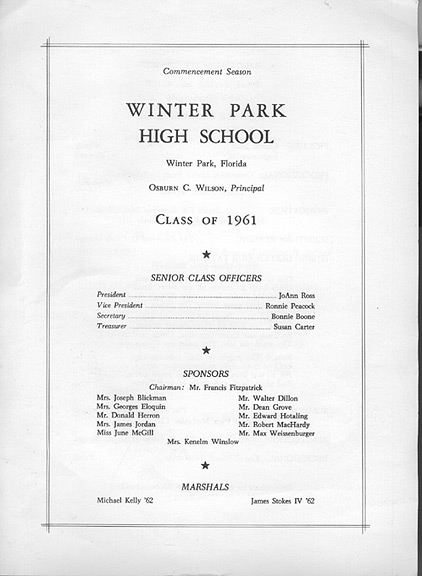 Commencement Season
WINTER PARK
HIGH SCHOOL
Winter Park, Florida
OSBURN C. WILSON, Principal
CLASS OF 1961
SENIOR CLASS OFFICERS
President JoAnn Ross
Vice President Ronnie Peacock
Secretary Bonnie Boone
Treasurer Susan Carter
SPONSORS
Chairman: Mr. Francis Fitzpatrick
Mrs. Joseph Blickman Mr. Walter Dillon
Mrs. Georges Eloquin Mr. Dean Grove
Mr. Donald Herron Mr. Edward Hotaling
Mrs. James Jordan Mr. Robert MacHardy
Miss June McGill Mr. Max Weissenburger
Mrs. Kenelm Winslow
MARSHALS
Michael Kelly '62 James Stokes IV '62